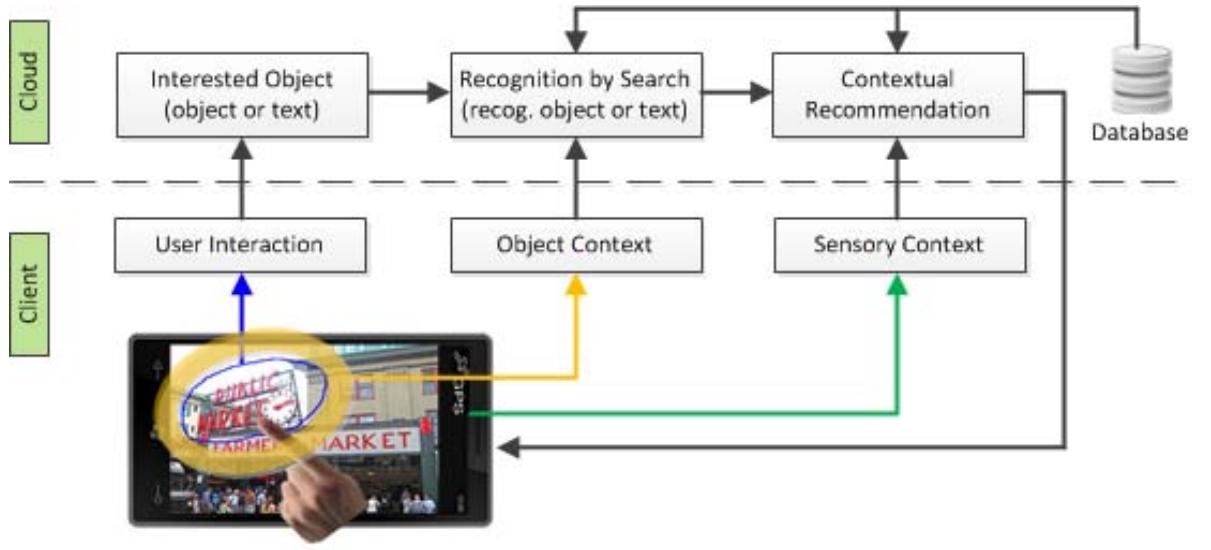 Cloud
Interested Object
(object or text)
Recognition by Search
(recog. object or text)
Contextual
Recommendation
Database
Client
User Interaction
Object Context
Sensory Context
PUBLIC
MARKET
FARMER MARKET